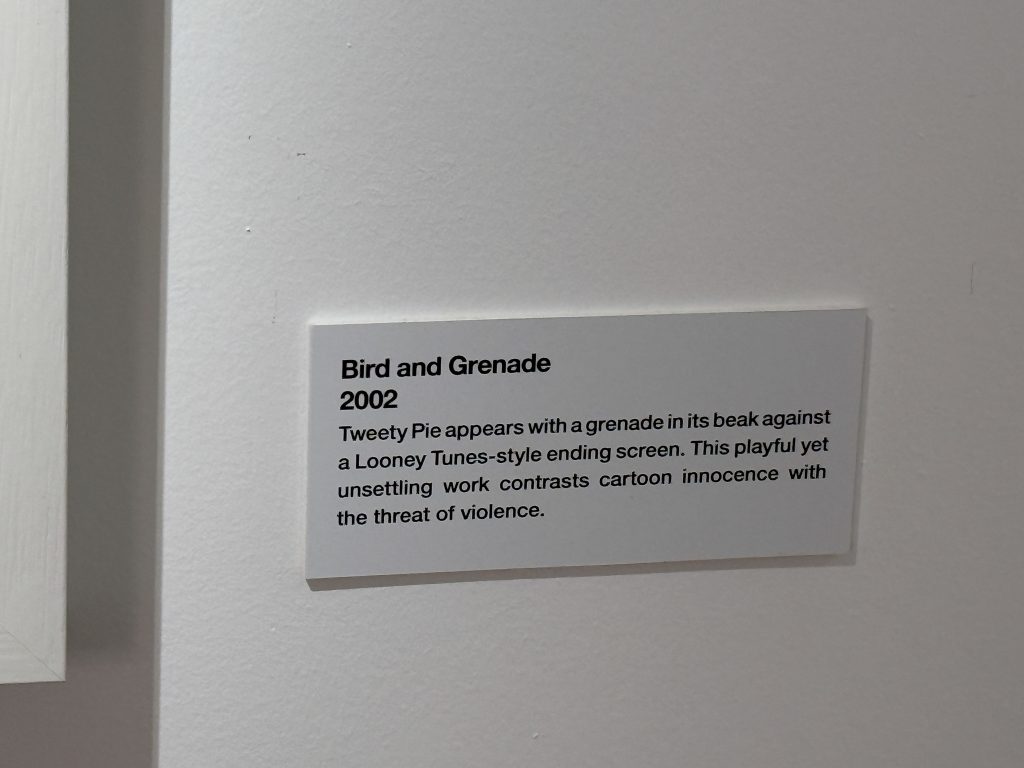 Bird and Grenade
2002
Tweety Pie appears with a grenade in its beak against
a Looney Tunes-style ending screen. This playful yet
unsettling work contrasts cartoon innocence with
the threat of violence.